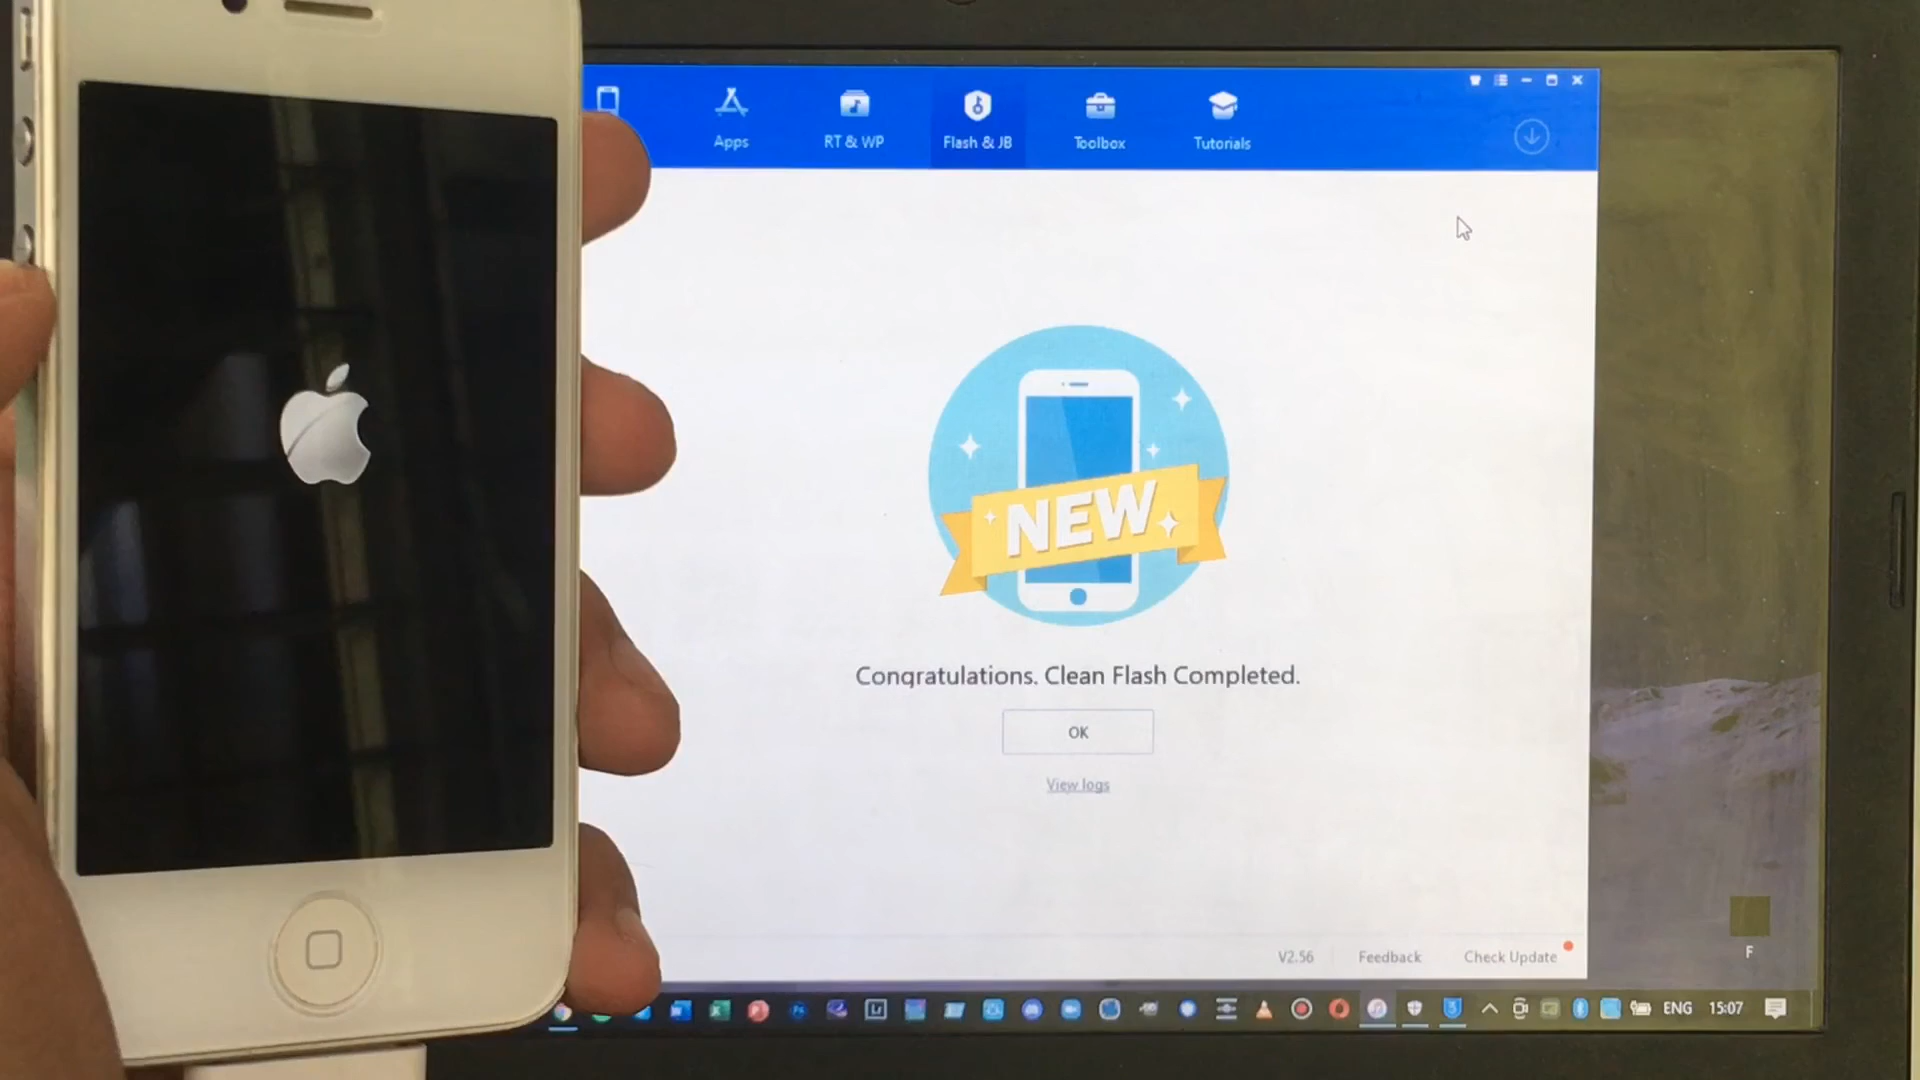 Apps
RT & WP
Flash & JB
Toolbox
Tutorials
NEW
Congratulations. Clean Flash Completed.
OK
View logs
V2.56
Feedback
Check Update
F
ENG
15:07